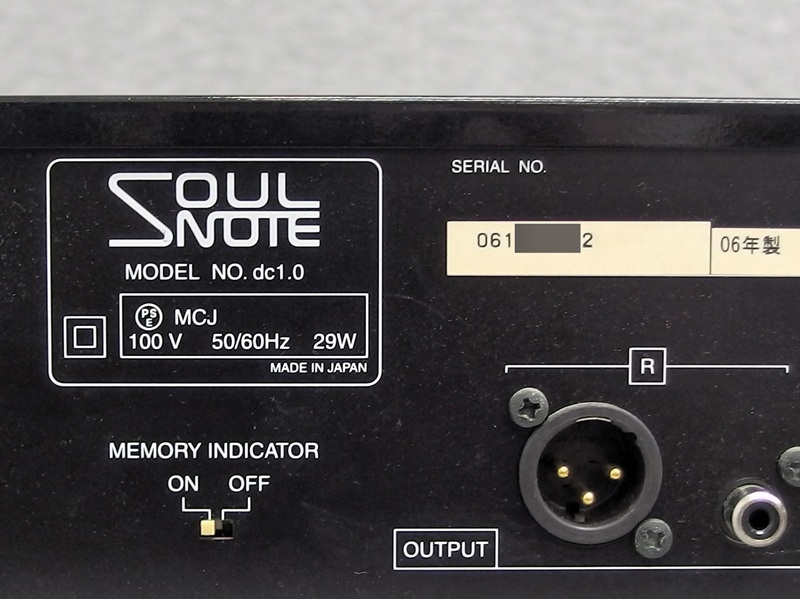 SOUL
NOTE
MODEL NO. dc1.0
PSE MCJ
100 V 50/60Hz 29W
MADE IN JAPAN
SERIAL NO.
061 2
06年製
R
MEMORY INDICATOR
ON OFF
OUTPUT